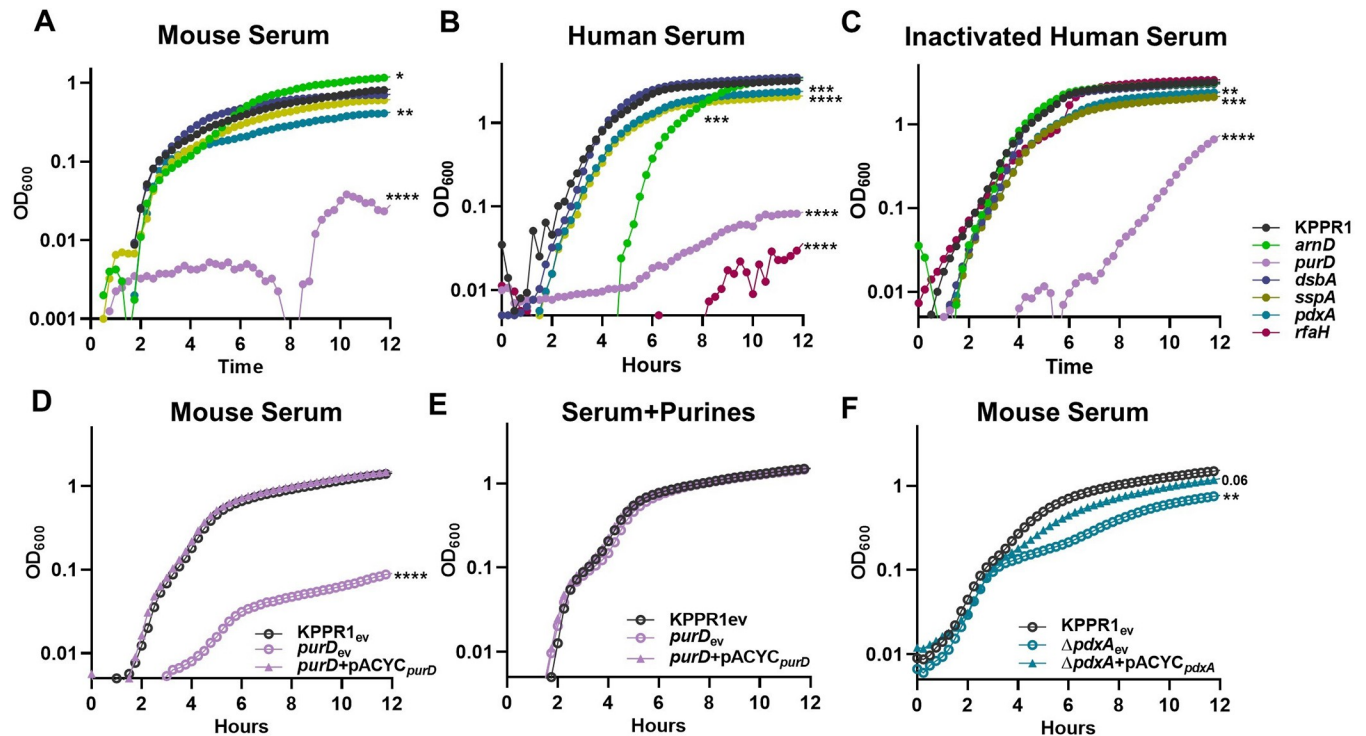 A
Mouse Serum
OD600
1
0.1
0.01
0.001
0 2 4 6 8 10 12
Time
*
**
****
B
Human Serum
OD600
1
0.1
0.01
0 2 4 6 8 10 12
Hours
***
****
***
****
****
C
Inactivated Human Serum
OD600
1
0.1
0.01
0 2 4 6 8 10 12
Time
**
***
****
KPPR1
arnD
purD
dsbA
sspA
pdxA
rfaH
D
Mouse Serum
OD600
1
0.1
0.01
0 2 4 6 8 10 12
Hours
****
KPPR1ev
purDev
purD+pACYCpurD
E
Serum+Purines
OD600
1
0.1
0.01
0 2 4 6 8 10 12
Hours
KPPR1ev
purDev
purD+pACYCpurD
F
Mouse Serum
OD600
1
0.1
0.01
0 2 4 6 8 10 12
Hours
0.06
**
KPPR1ev
ΔpdxAev
ΔpdxA+pACYCpdxA